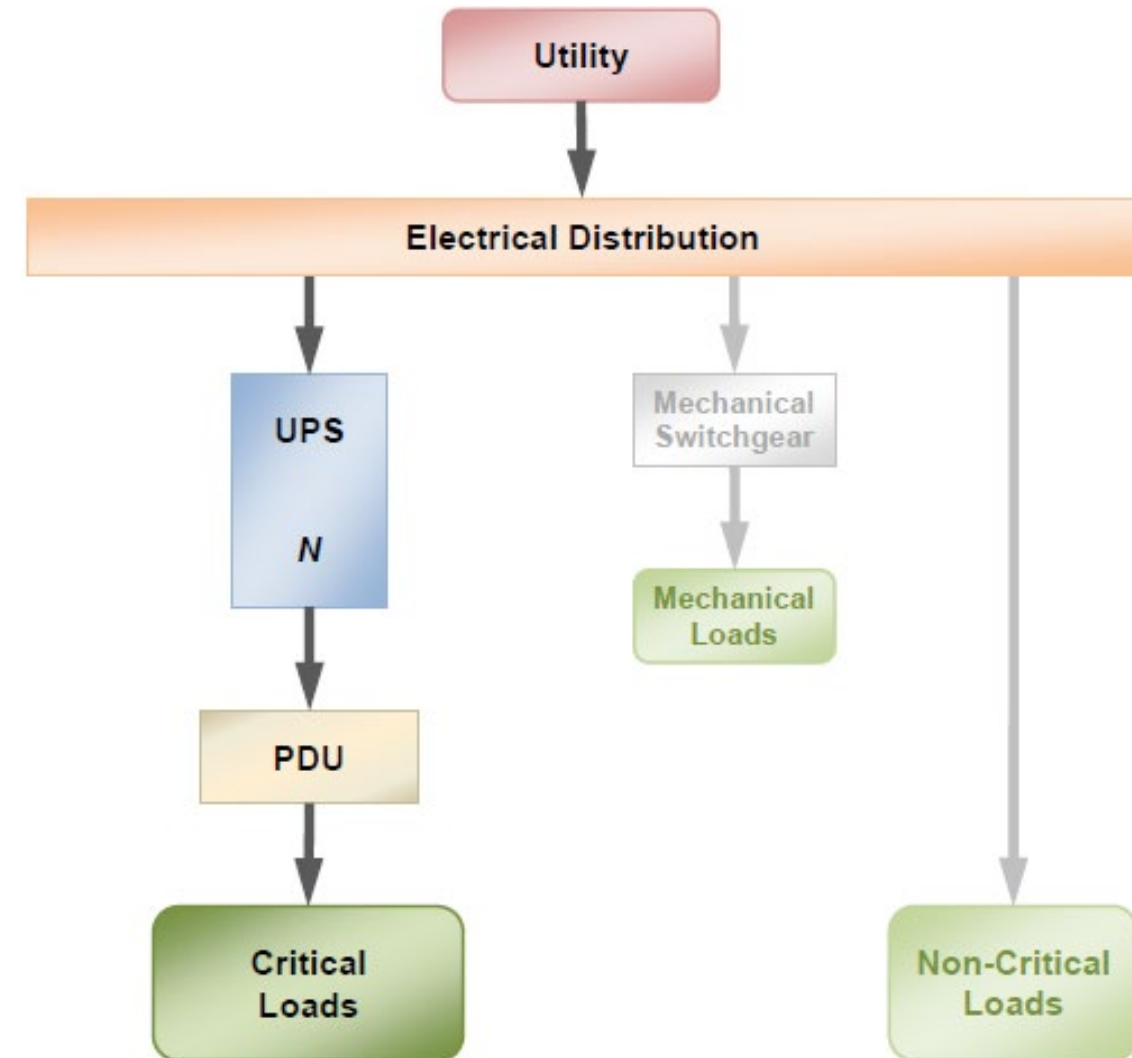 Utility
Electrical Distribution
UPS
N
Mechanical
Switchgear
Mechanical
Loads
PDU
Critical
Loads
Non-Critical
Loads